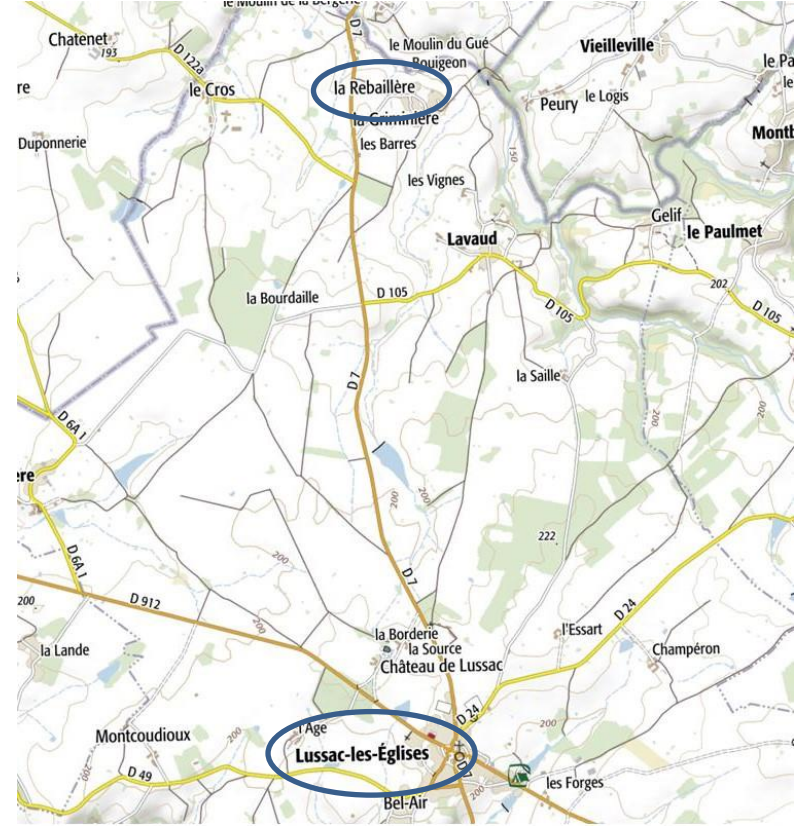 le Moulin de la Bergerie
Chatenet
193
D 122a
D 7
le Moulin du Gué
Bouigeon
Vieilleville
la Rebaillère
le Cros
la Griminière
Peury
le Logis
les Barres
Duponnerie
150
les Vignes
Gelif
le Paulmet
Lavaud
202
la Bourdaille
D 105
D 105
D 105
D 7
la Saille
200
200
D 6A 1
200
200
222
D 6A 1
200
D 7
D 912
200
200
D 24
la Borderie
la Source
l'Essart
la Lande
Château de Lussac
Champéron
D 24
l'Age
200
Montcoudioux
200
Lussac-les-Églises
D7
200
D 49
les Forges
Bel-Air